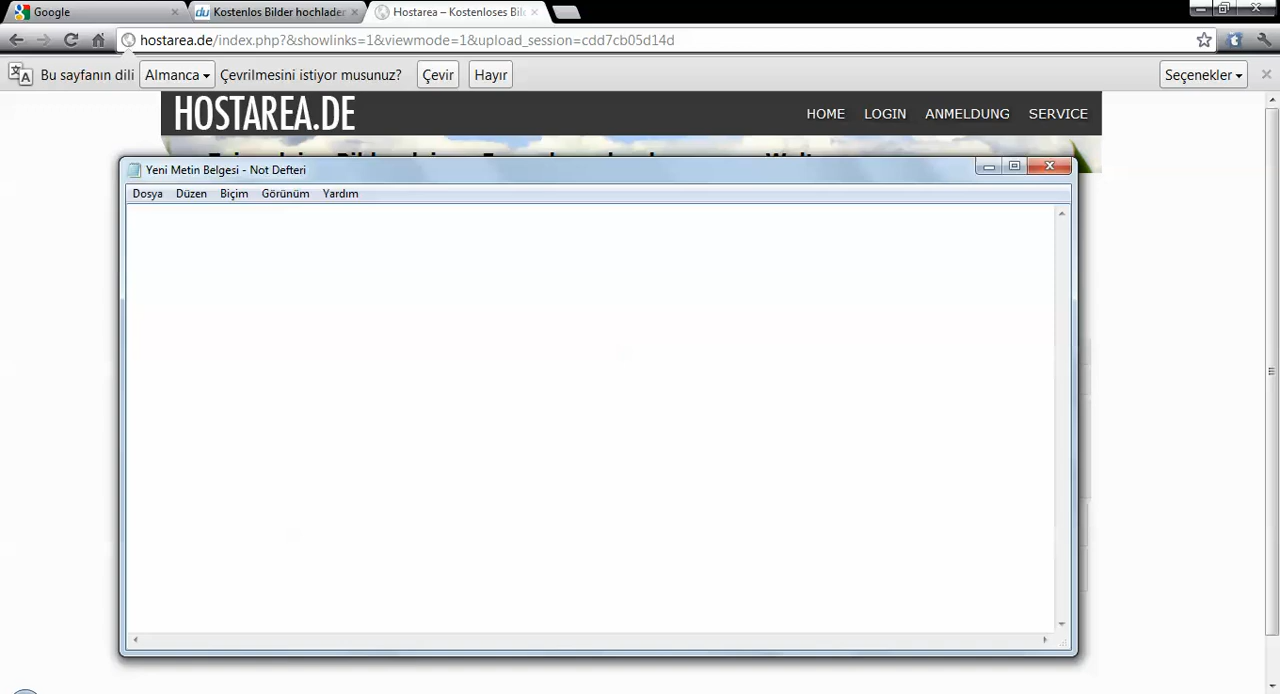 Google
Kostenlos Bilder hochladen
Hostarea – Kostenloses Bil
hostarea.de/index.php?&showlinks=1&viewmode=1&upload_session=cdd7cb05d14d
Bu sayfanın dili Almanca Çevrilmesini istiyor musunuz? Çevir Hayır Seçenekler
HOSTAREA.DE HOME LOGIN ANMELDUNG SERVICE
Yeni Metin Belgesi - Not Defteri
Dosya Düzen Biçim Görünüm Yardım